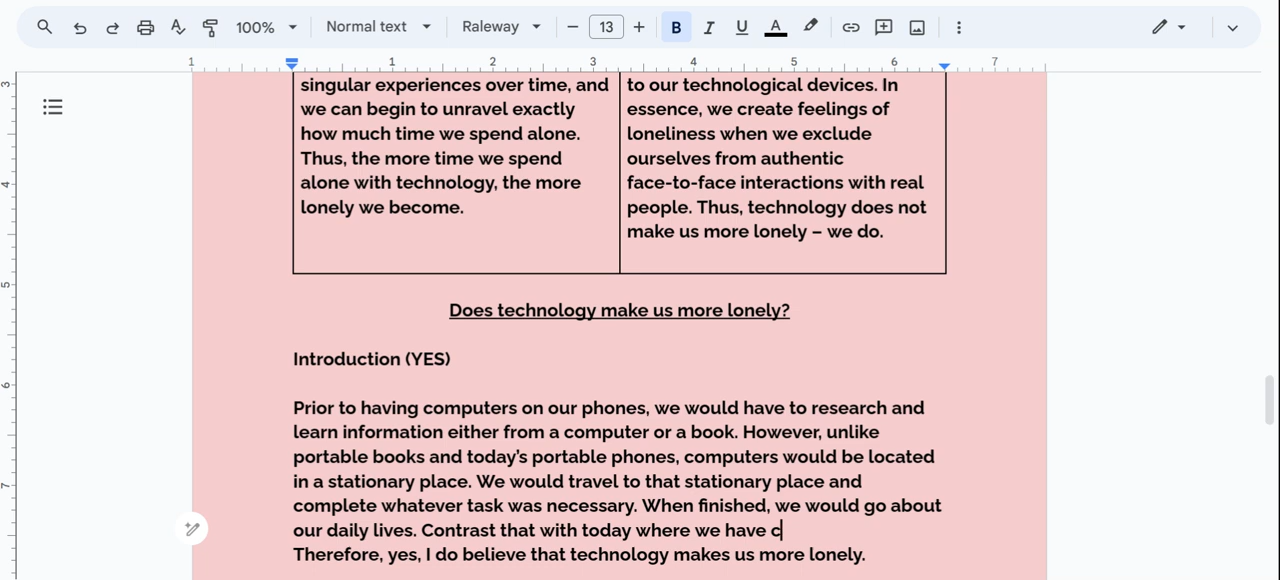 100%
Normal text
Raleway
13
B
I
U
A
1
1
2
3
4
5
6
7
3
4
5
6
7
singular experiences over time, and
we can begin to unravel exactly
how much time we spend alone.
Thus, the more time we spend
alone with technology, the more
lonely we become.
to our technological devices. In
essence, we create feelings of
loneliness when we exclude
ourselves from authentic
face-to-face interactions with real
people. Thus, technology does not
make us more lonely – we do.
Does technology make us more lonely?
Introduction (YES)
Prior to having computers on our phones, we would have to research and
learn information either from a computer or a book. However, unlike
portable books and today’s portable phones, computers would be located
in a stationary place. We would travel to that stationary place and
complete whatever task was necessary. When finished, we would go about
our daily lives. Contrast that with today where we have c
Therefore, yes, I do believe that technology makes us more lonely.